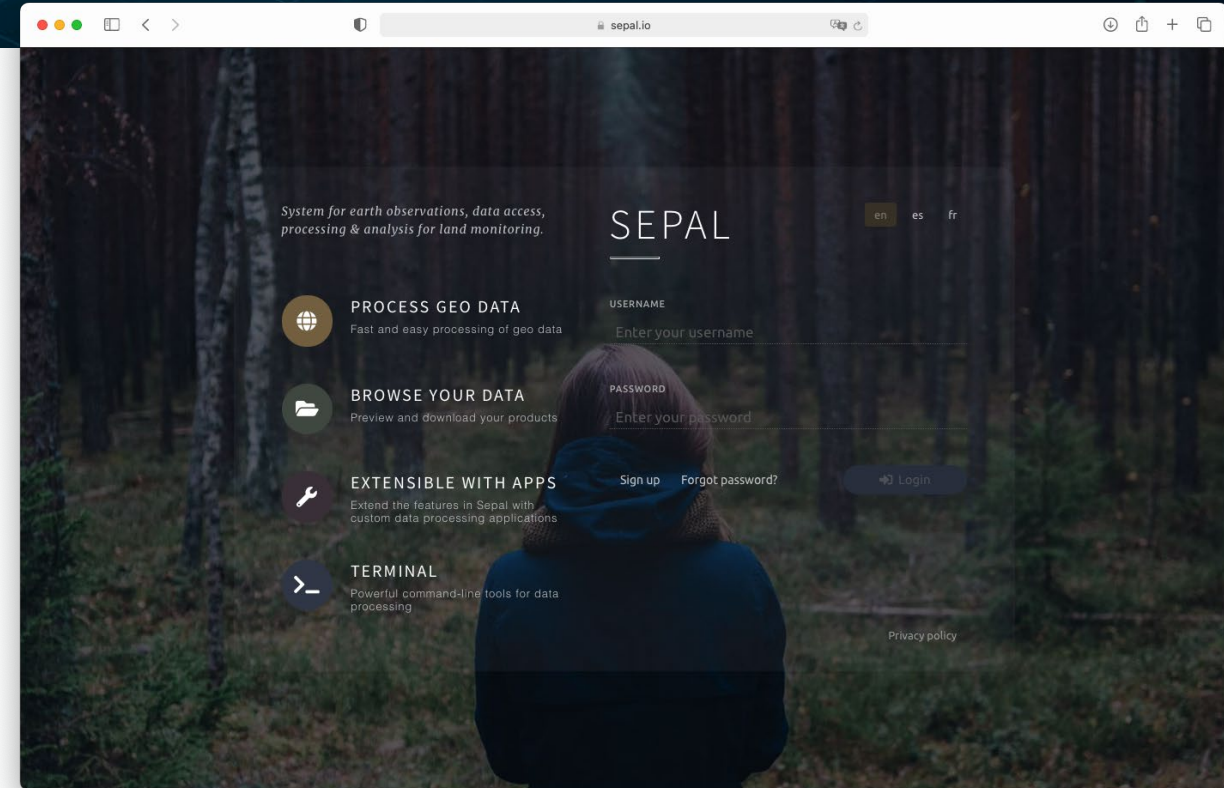 sepal.io
System for earth observations, data access,
processing & analysis for land monitoring.
SEPAL
en es fr
PROCESS GEO DATA
Fast and easy processing of geo data
BROWSE YOUR DATA
Preview and download your products
EXTENSIBLE WITH APPS
Extend the features in Sepal with
custom data processing applications
TERMINAL
Powerful command-line tools for data
processing
USERNAME
Enter your username
PASSWORD
Enter your password
Sign up Forgot password? Login
Privacy policy